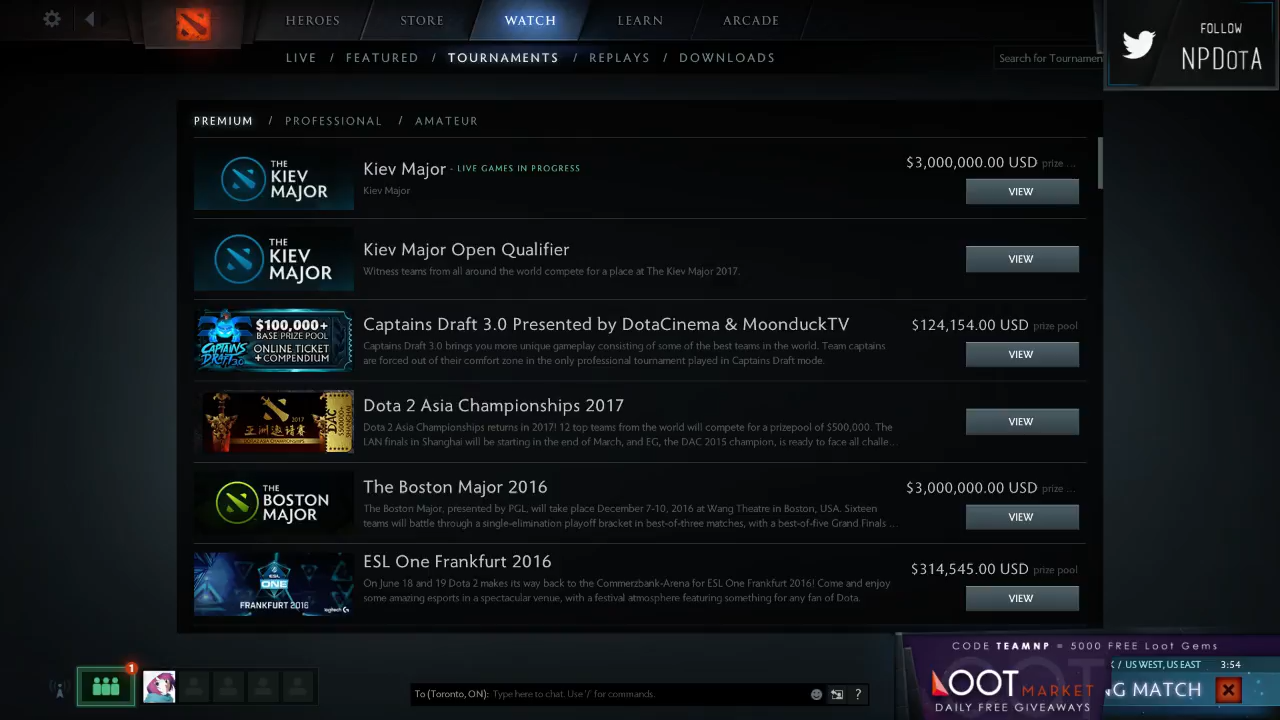 HEROES STORE WATCH LEARN ARCADE
FOLLOW
NPDOTA
LIVE / FEATURED / TOURNAMENTS / REPLAYS / DOWNLOADS
Search for Tournamen
PREMIUM / PROFESSIONAL / AMATEUR
THE
KIEV
MAJOR
Kiev Major - LIVE GAMES IN PROGRESS
Kiev Major
$3,000,000.00 USD prize ...
VIEW
THE
KIEV
MAJOR
Kiev Major Open Qualifier
Witness teams from all around the world compete for a place at The Kiev Major 2017.
VIEW
CAPTAINS
DRAFT 3.0
$100,000+
BASE PRIZE POOL
ONLINE TICKET
+COMPENDIUM
Captains Draft 3.0 Presented by DotaCinema & MoonduckTV
Captains Draft 3.0 brings you more unique gameplay consisting of some of the best teams in the world. Team captains
are forced out of their comfort zone in the only professional tournament played in Captains Draft mode.
$124,154.00 USD prize pool
VIEW
2017
亚洲邀请赛
DOTA2 ASIA CHAMPIONSHIPS
DAC
Dota 2 Asia Championships 2017
Dota 2 Asia Championships returns in 2017! 12 top teams from the world will compete for a prizepool of $500,000. The
LAN finals in Shanghai will be starting in the end of March, and EG, the DAC 2015 champion, is ready to face all challe...
VIEW
THE
BOSTON
MAJOR
The Boston Major 2016
The Boston Major, presented by PGL, will take place December 7-10, 2016 at Wang Theatre in Boston, USA. Sixteen
teams will battle through a single-elimination playoff bracket in best-of-three matches, with a best-of-five Grand Finals ...
$3,000,000.00 USD prize ...
VIEW
ESL
ONE
FRANKFURT 2016
logitech G
ESL One Frankfurt 2016
On June 18 and 19 Dota 2 makes its way back to the Commerzbank-Arena for ESL One Frankfurt 2016! Come and enjoy
some amazing esports in a spectacular venue, with a festival atmosphere featuring something for any fan of Dota.
$314,545.00 USD prize pool
VIEW
1
To (Toronto, ON): Type here to chat. Use '/' for commands.
?
CODE TEAMNP = 5000 FREE Loot Gems
LOOT MARKET
DAILY FREE GIVEAWAYS
/ US WEST, US EAST 3:54
NG MATCH